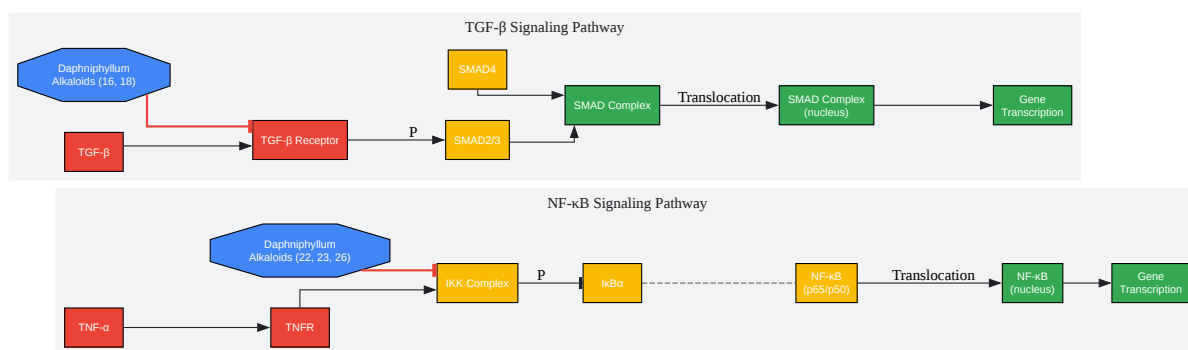 TGF-β Signaling Pathway
Daphniphyllum
Alkaloids (16, 18)
SMAD4
SMAD Complex
Translocation
SMAD Complex
(nucleus)
Gene
Transcription
TGF-β
TGF-β Receptor
P
SMAD2/3
NF-κB Signaling Pathway
Daphniphyllum
Alkaloids (22, 23, 26)
IKK Complex
P
IκBα
NF-κB
(p65/p50)
Translocation
NF-κB
(nucleus)
Gene
Transcription
TNF-α
TNFR